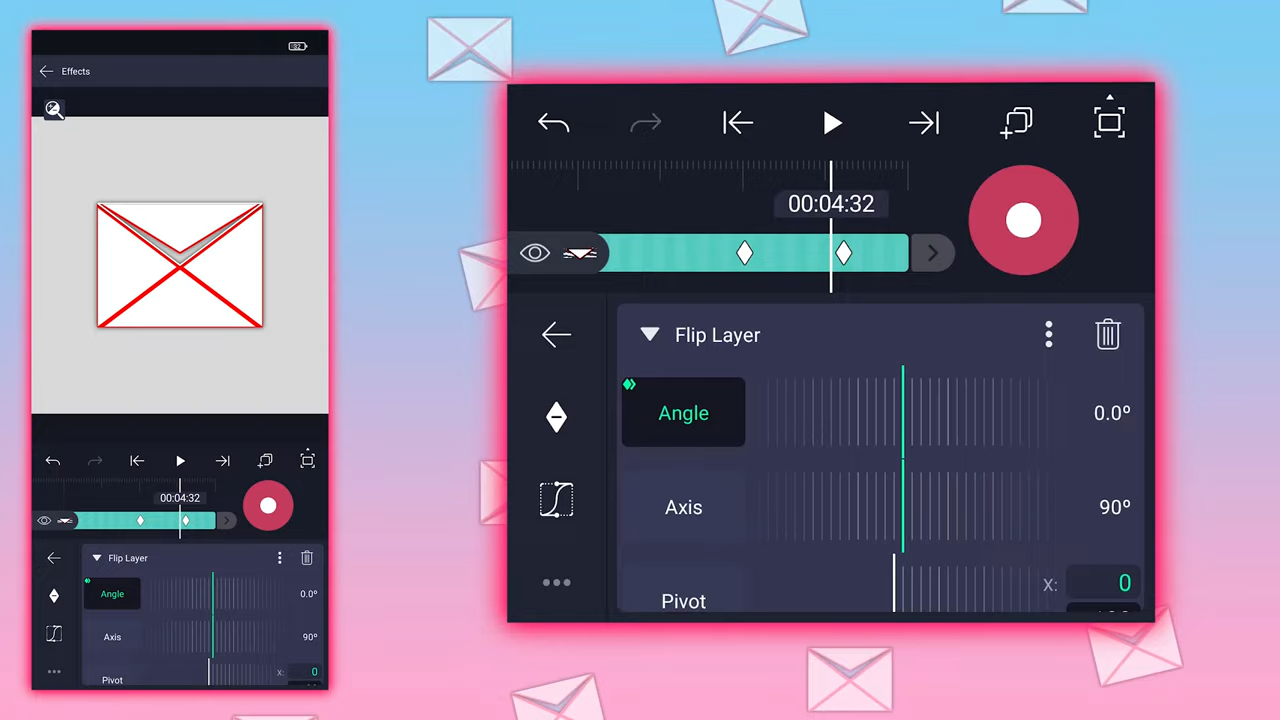 Effects
00:04:32
Flip Layer
Angle
0.0º
Axis
90º
Pivot
X:
0
00:04:32
Flip Layer
Angle
0.0º
Axis
90º
Pivot
X:
0